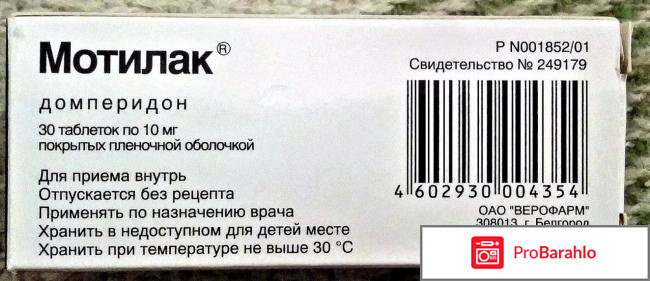 Мотилак®
домперидон
30 таблеток по 10 мг
покрытых пленочной оболочкой
Для приема внутрь
Отпускается без рецепта
Применять по назначению врача
Хранить в недоступном для детей месте
Хранить при температуре не выше 30 °C
Р N001852/01
Свидетельство № 249179
4 602930 004354
ОАО "ВЕРОФАРМ"
308013, г. Белгород
ProBarahlo